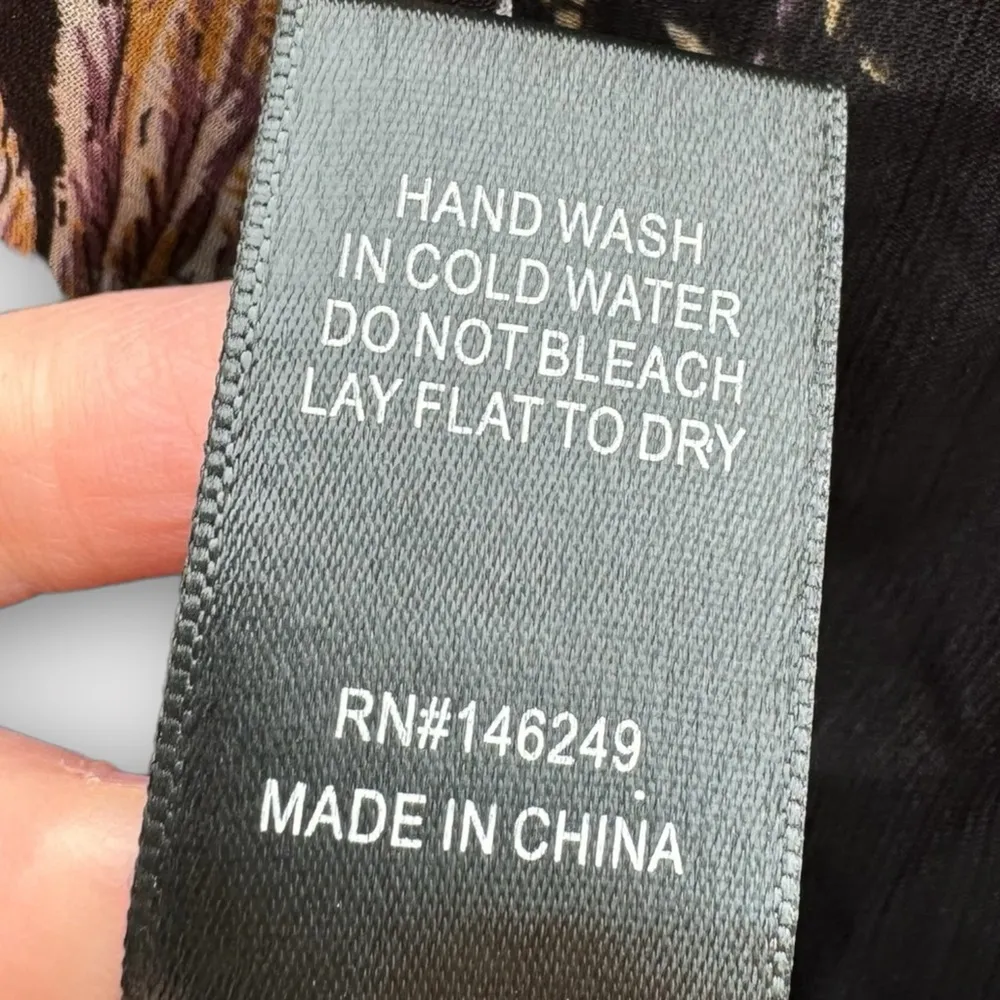 HAND WASH
IN COLD WATER
DO NOT BLEACH
LAY FLAT TO DRY
RN#146249
MADE IN CHINA